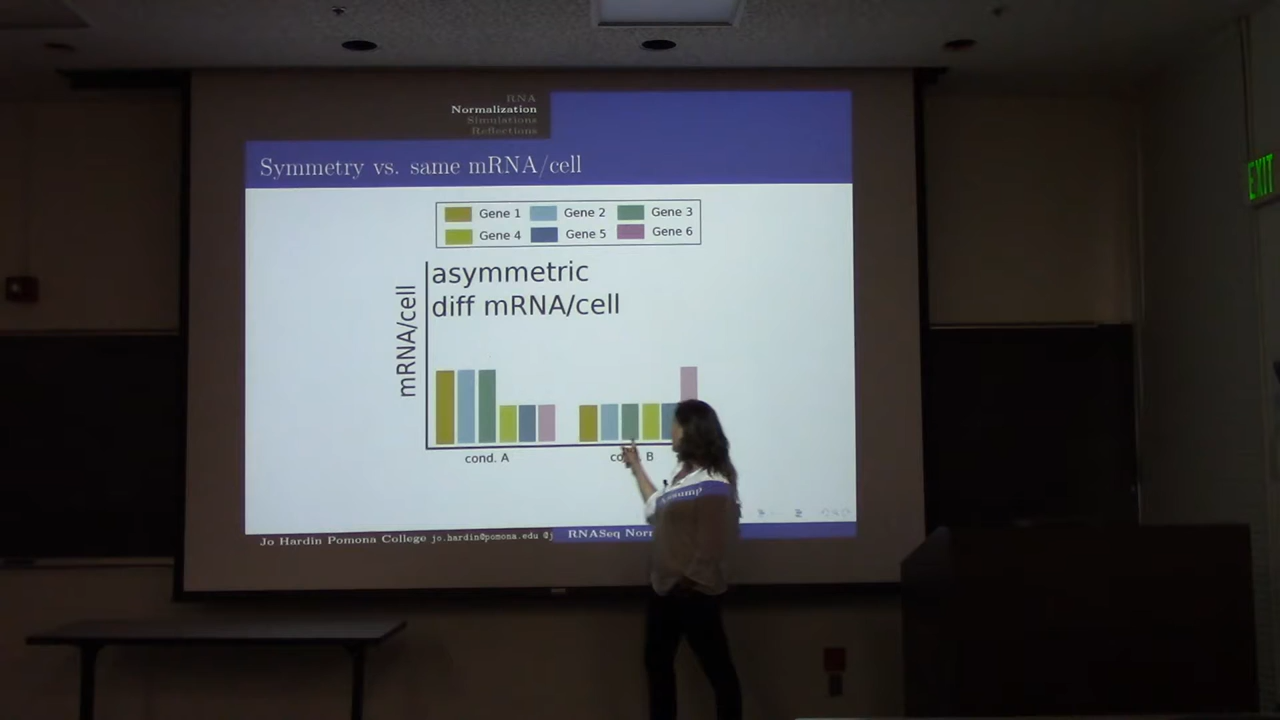 RNA
Normalization
Simulations
Reflections
Symmetry vs. same mRNA/cell
Gene 1 Gene 2 Gene 3
Gene 4 Gene 5 Gene 6
asymmetric
diff mRNA/cell
mRNA/cell
cond. A B
Jo Hardin Pomona College jo.hardin@pomona.edu RNASeq
EXIT